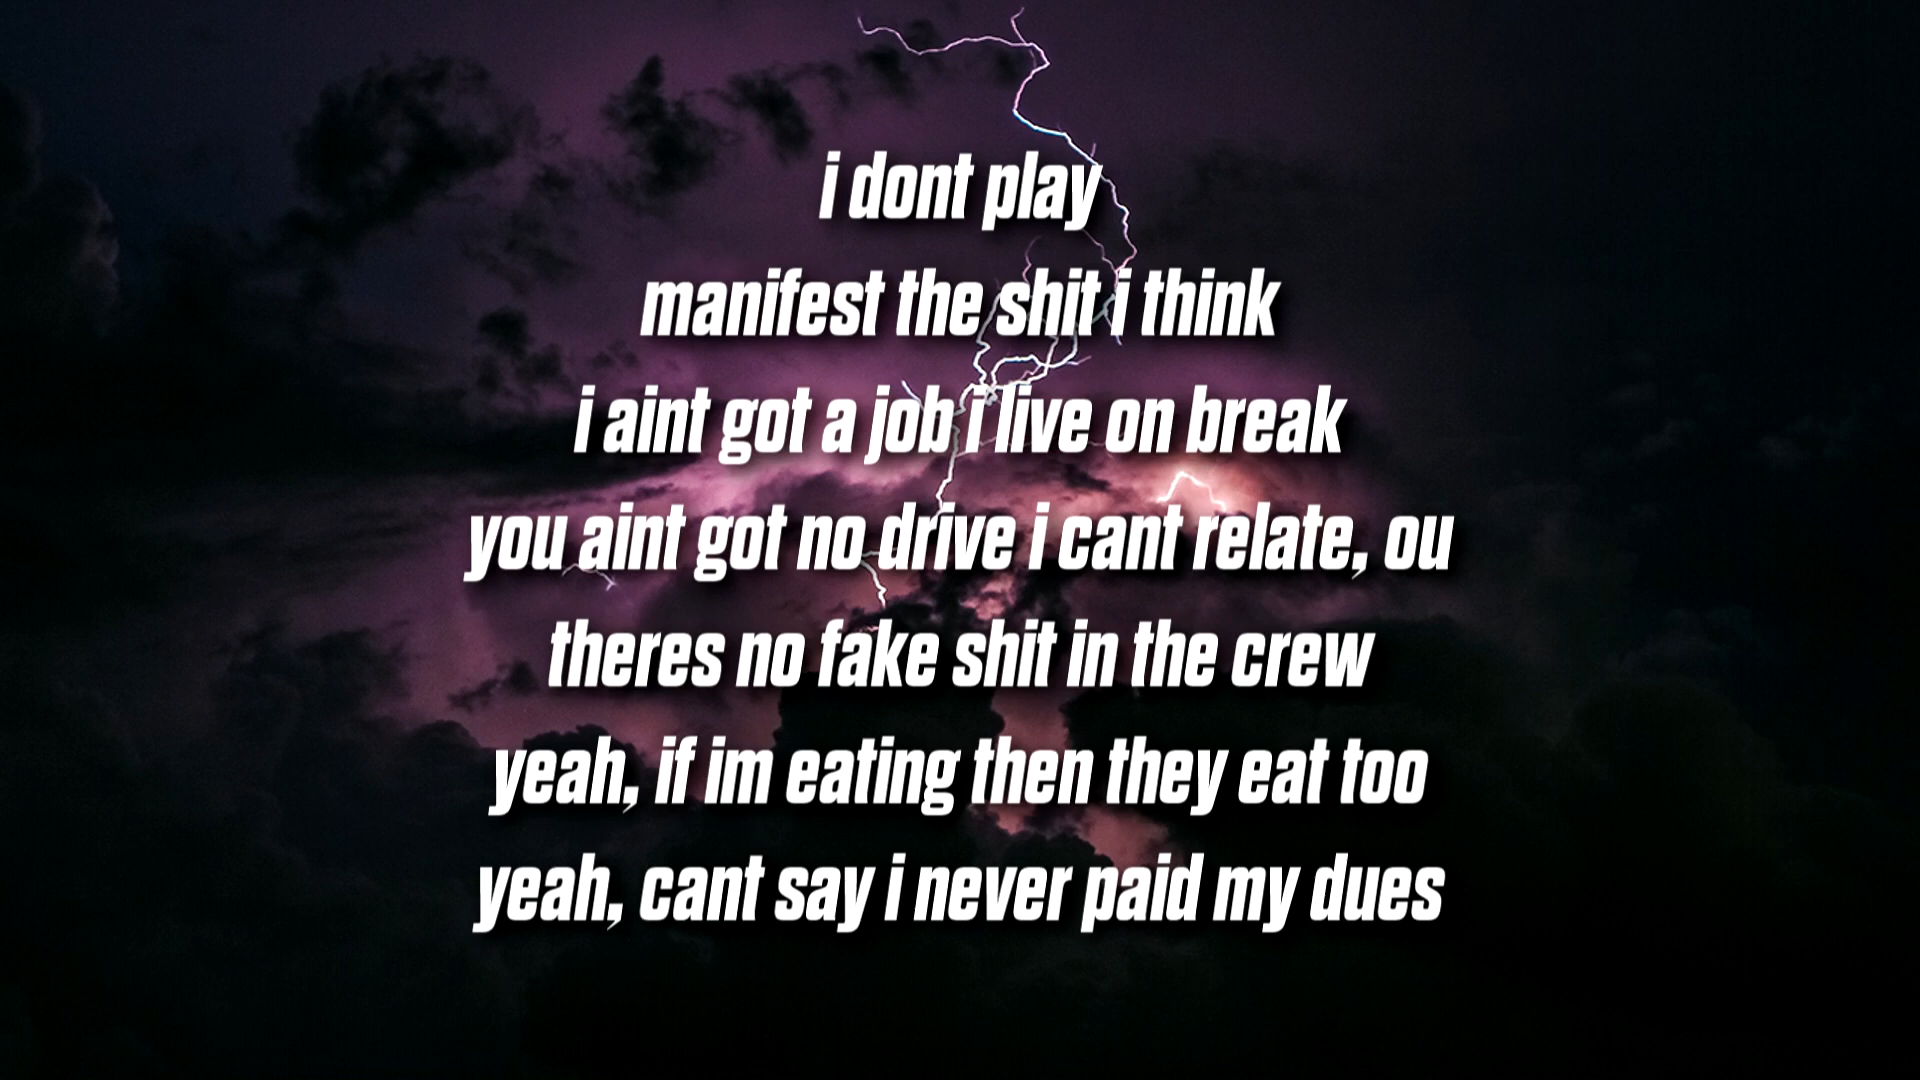 i dont play
manifest the shit i think
i aint got a job i live on break
you aint got no drive i cant relate, ou
theres no fake shit in the crew
yeah, if im eating then they eat too
yeah, cant say i never paid my dues